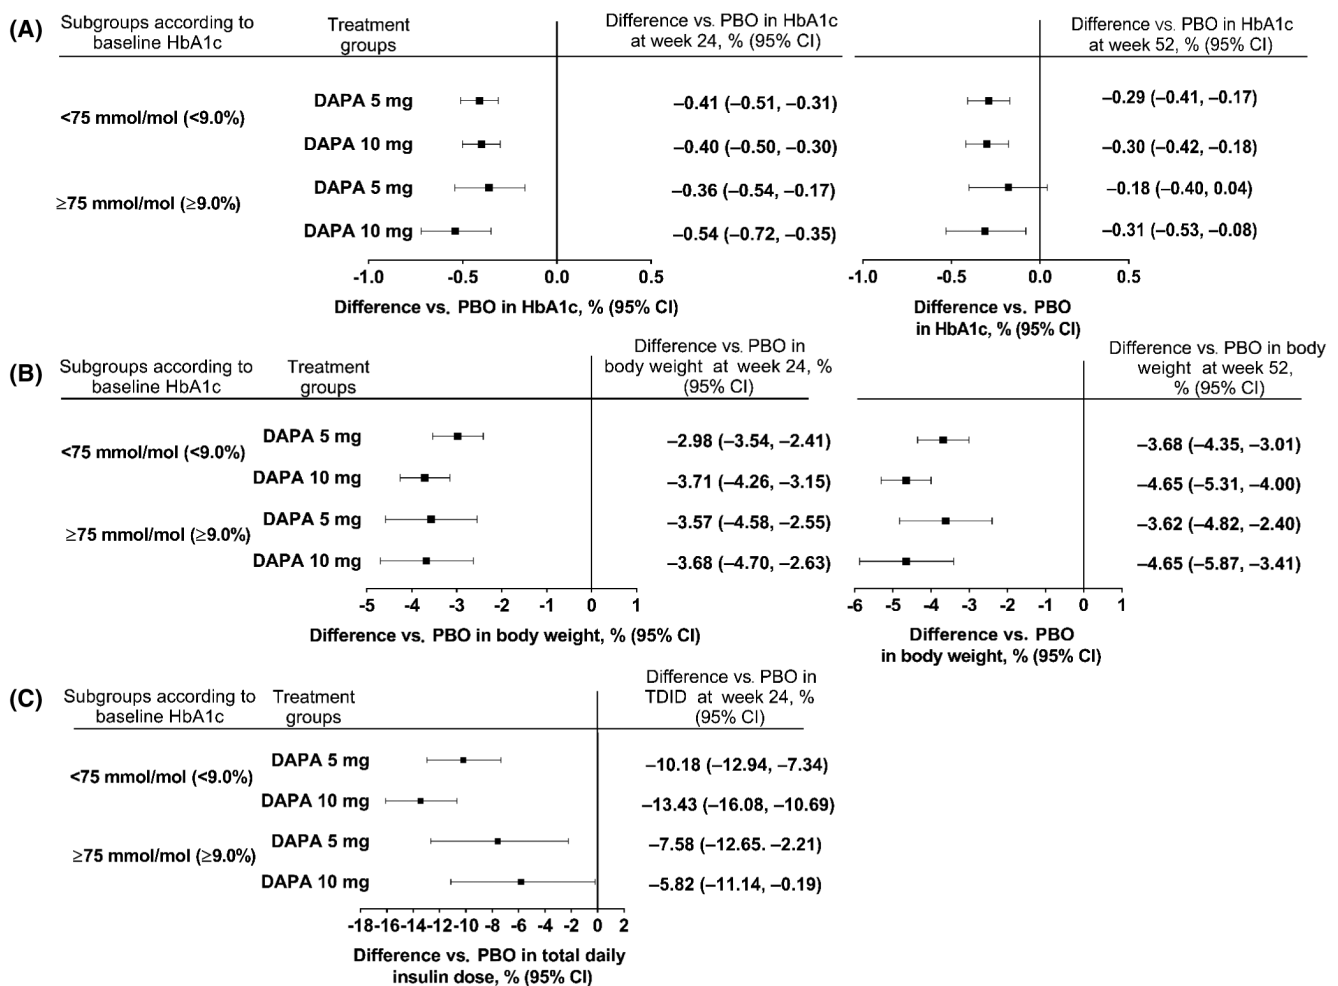 (A)
Subgroups according to
baseline HbA1c
Treatment
groups
Difference vs. PBO in HbA1c
at week 24, % (95% CI)
Difference vs. PBO in HbA1c
at week 52, % (95% CI)
<75 mmol/mol (<9.0%)
DAPA 5 mg
–0.41 (–0.51, –0.31)
–0.29 (–0.41, –0.17)
DAPA 10 mg
–0.40 (–0.50, –0.30)
–0.30 (–0.42, –0.18)
≥75 mmol/mol (≥9.0%)
DAPA 5 mg
–0.36 (–0.54, –0.17)
–0.18 (–0.40, 0.04)
DAPA 10 mg
–0.54 (–0.72, –0.35)
–0.31 (–0.53, –0.08)
-1.0 -0.5 0.0 0.5
-1.0 -0.5 0.0 0.5
Difference vs. PBO in HbA1c, % (95% CI)
Difference vs. PBO
in HbA1c, % (95% CI)
(B)
Subgroups according to
baseline HbA1c
Treatment
groups
Difference vs. PBO in
body weight at week 24, %
(95% CI)
Difference vs. PBO in body
weight at week 52,
% (95% CI)
<75 mmol/mol (<9.0%)
DAPA 5 mg
–2.98 (–3.54, –2.41)
–3.68 (–4.35, –3.01)
DAPA 10 mg
–3.71 (–4.26, –3.15)
–4.65 (–5.31, –4.00)
≥75 mmol/mol (≥9.0%)
DAPA 5 mg
–3.57 (–4.58, –2.55)
–3.62 (–4.82, –2.40)
DAPA 10 mg
–3.68 (–4.70, –2.63)
–4.65 (–5.87, –3.41)
-5 -4 -3 -2 -1 0 1
-6 -5 -4 -3 -2 -1 0 1
Difference vs. PBO in body weight, % (95% CI)
Difference vs. PBO
in body weight, % (95% CI)
(C)
Subgroups according to
baseline HbA1c
Treatment
groups
Difference vs. PBO in
TDID at week 24, %
(95% CI)
<75 mmol/mol (<9.0%)
DAPA 5 mg
–10.18 (–12.94, –7.34)
DAPA 10 mg
–13.43 (–16.08, –10.69)
≥75 mmol/mol (≥9.0%)
DAPA 5 mg
–7.58 (–12.65. –2.21)
DAPA 10 mg
–5.82 (–11.14, –0.19)
-18 -16 -14 -12 -10 -8 -6 -4 -2 0 2
Difference vs. PBO in total daily
insulin dose, % (95% CI)